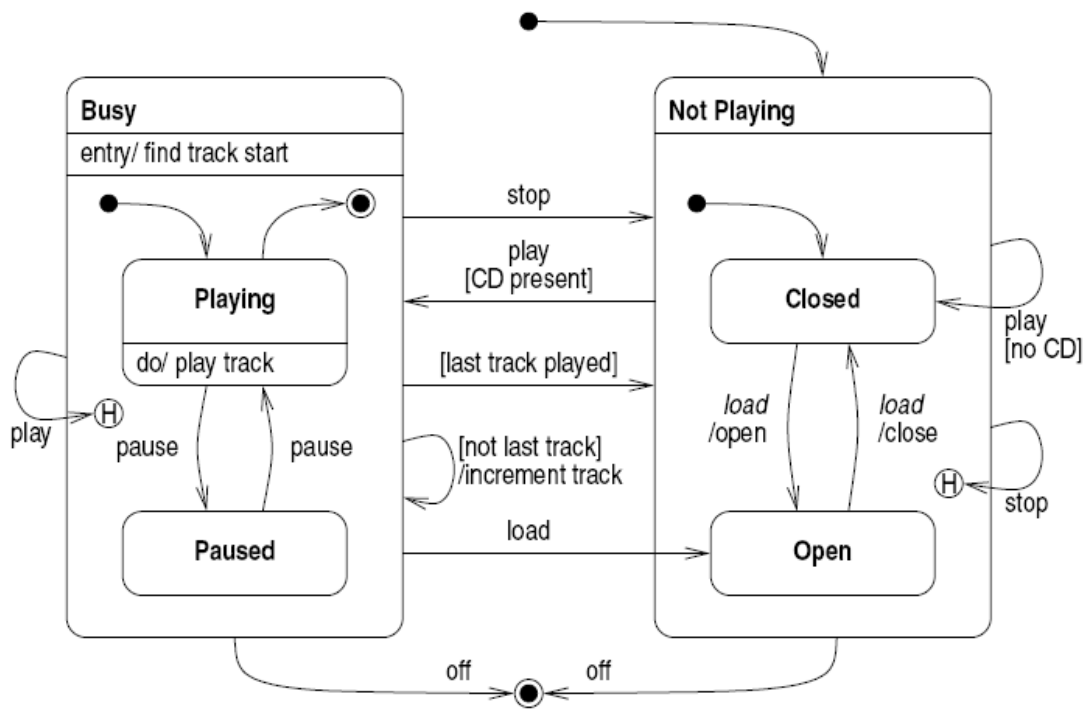 Busy
entry/ find track start
Playing
do/ play track
play
H
pause
pause
Paused
stop
play
[CD present]
[last track played]
[not last track]
/increment track
load
Not Playing
Closed
play
[no CD]
load
/open
load
/close
H
stop
Open
off
off